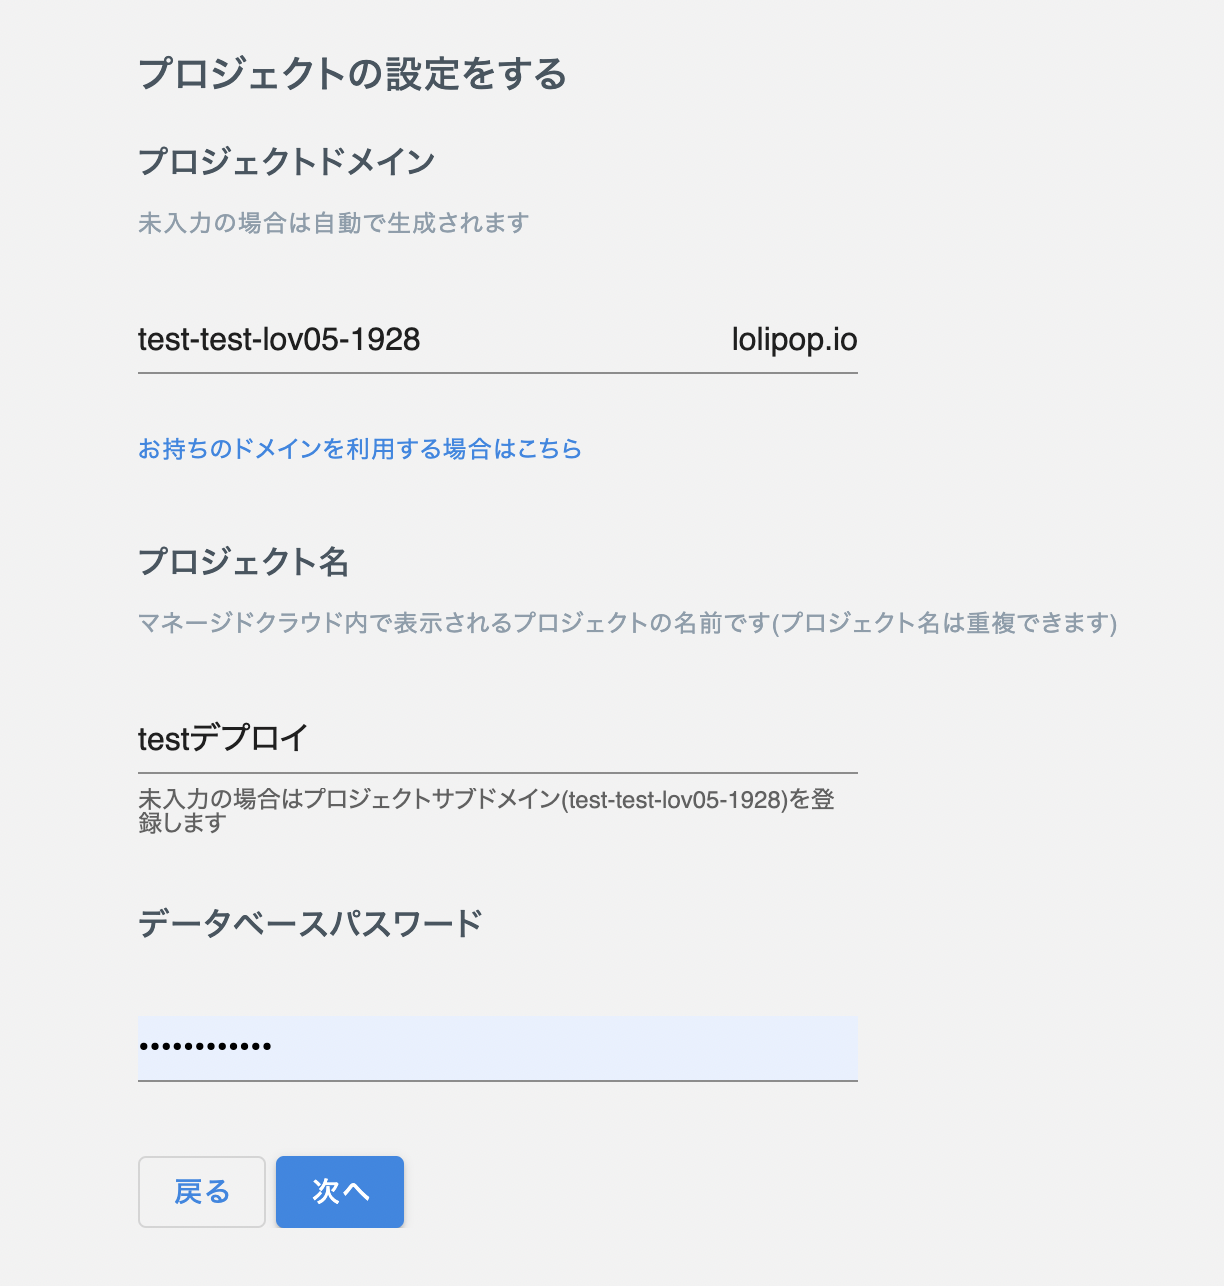 プロジェクトの設定をする
プロジェクトドメイン
未入力の場合は自動で生成されます
test-test-lov05-1928 lolipop.io
お持ちのドメインを利用する場合はこちら
プロジェクト名
マネージドクラウド内で表示されるプロジェクトの名前です(プロジェクト名は重複できます)
testデプロイ
未入力の場合はプロジェクトサブドメイン(test-test-lov05-1928)を登
録します
データベースパスワード
••••••••••••
戻る 次へ